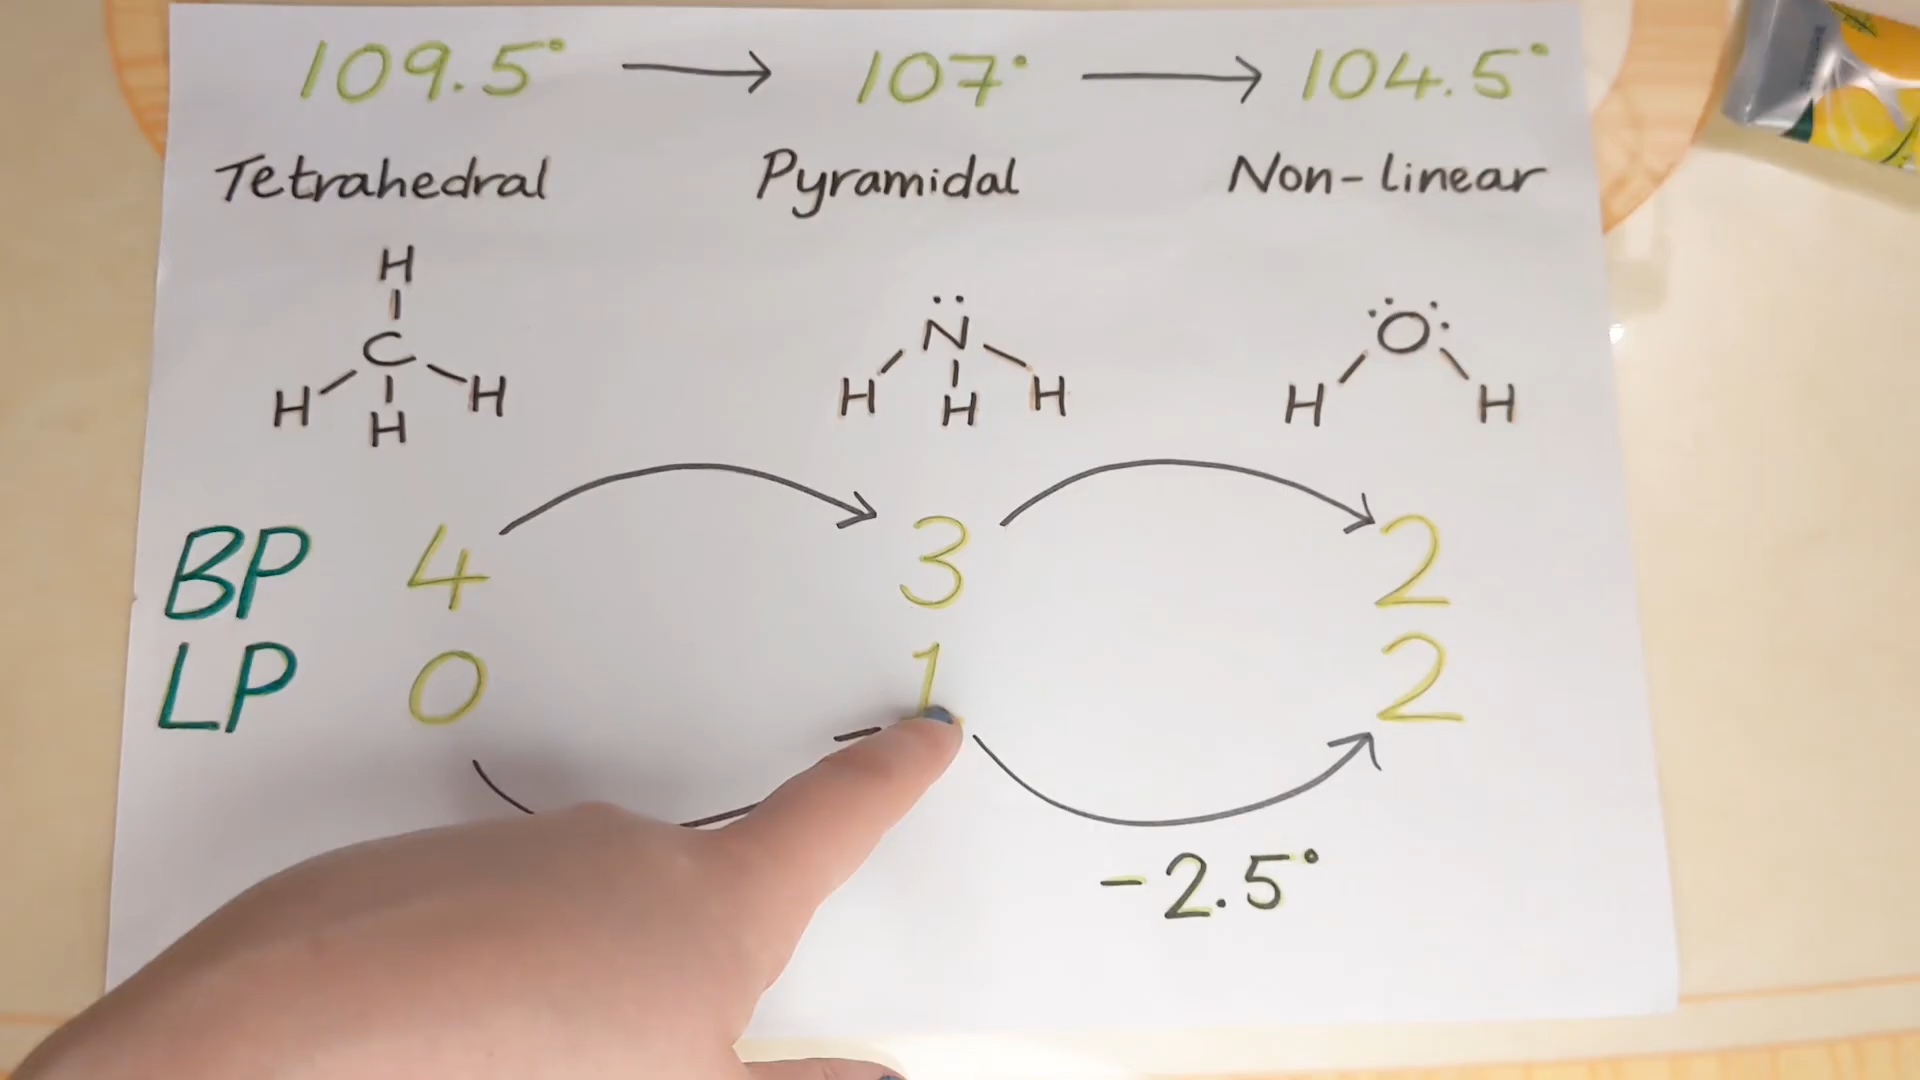 109.5° → 107° → 104.5°
Tetrahedral Pyramidal Non-linear
H
N O
C
H H H H H H
H H
BP 4 3 2
LP 0 1 2
-2.5°